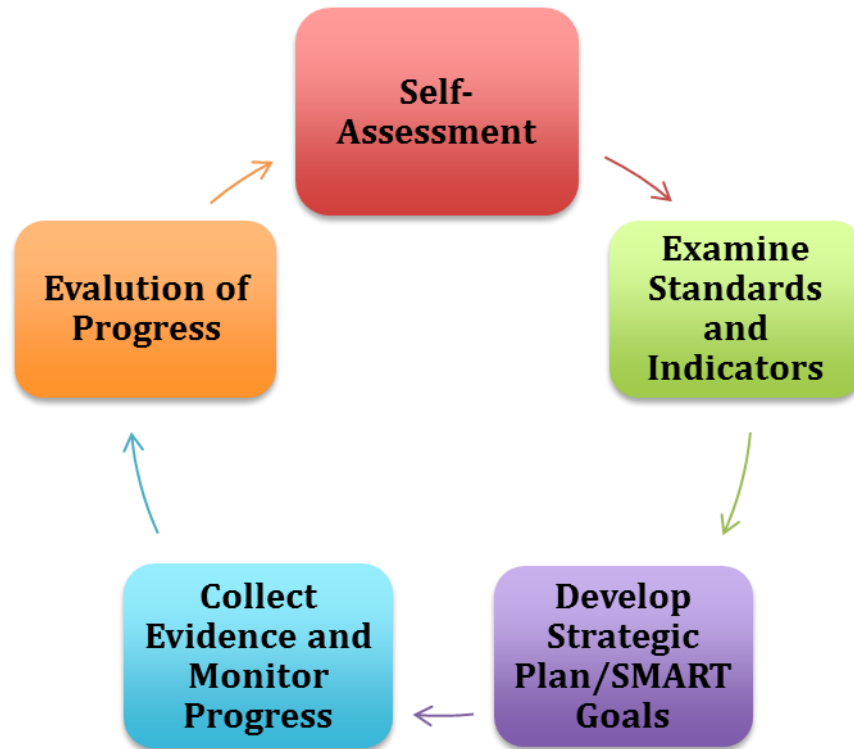 Self-
Assessment
Examine
Standards
and
Indicators
Develop
Strategic
Plan/SMART
Goals
Collect
Evidence and
Monitor
Progress
Evalution of
Progress